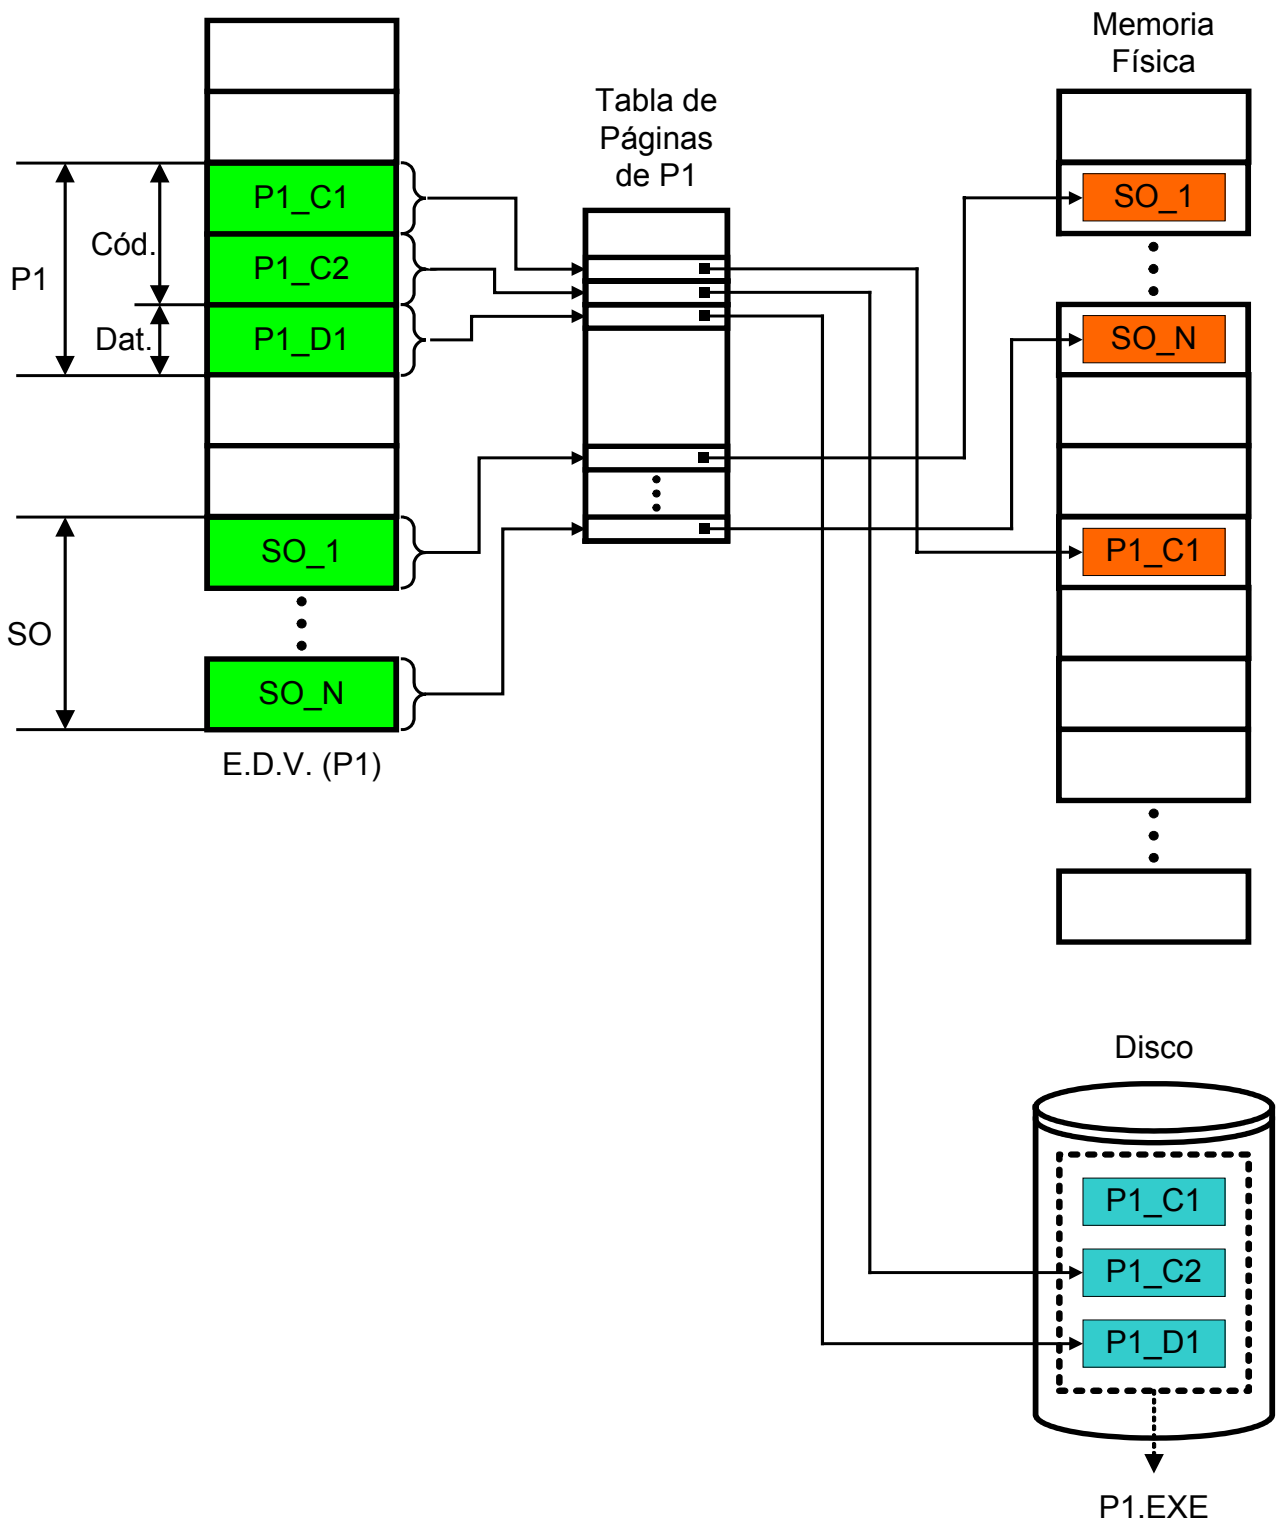 Memoria
Física
Tabla de
Páginas
de P1
P1
Cód.
Dat.
P1_C1
P1_C2
P1_D1
SO
SO_1
SO_N
E.D.V. (P1)
SO_1
SO_N
P1_C1
Disco
P1_C1
P1_C2
P1_D1
P1.EXE